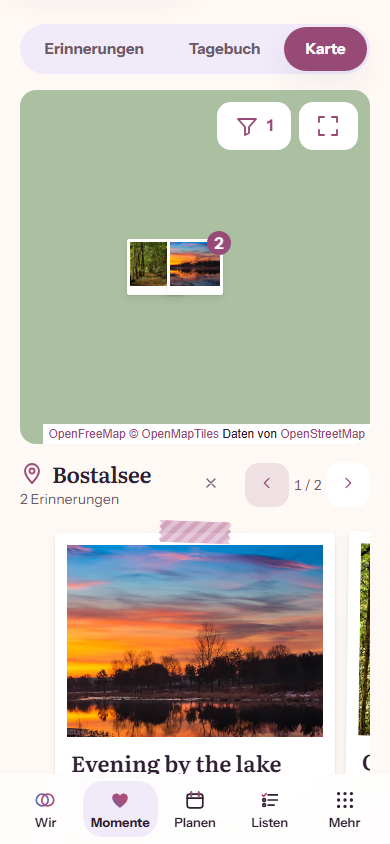 Erinnerungen Tagebuch Karte
1
2
OpenFreeMap © OpenMapTiles Daten von OpenStreetMap
Bostalsee
1 / 2
2 Erinnerungen
Evening by the lake
Wir Momente Planen Listen Mehr